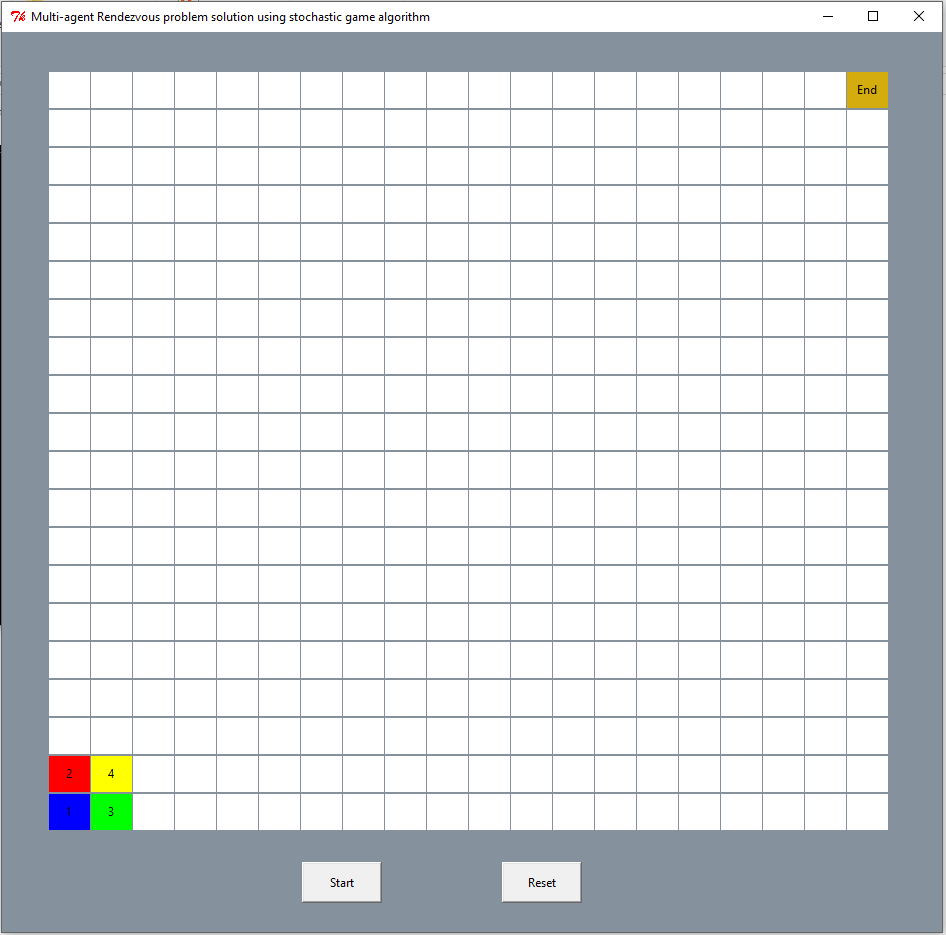 Multi-agent Rendezvous problem solution using stochastic game algorithm
End
2 4
1 3
Start Reset